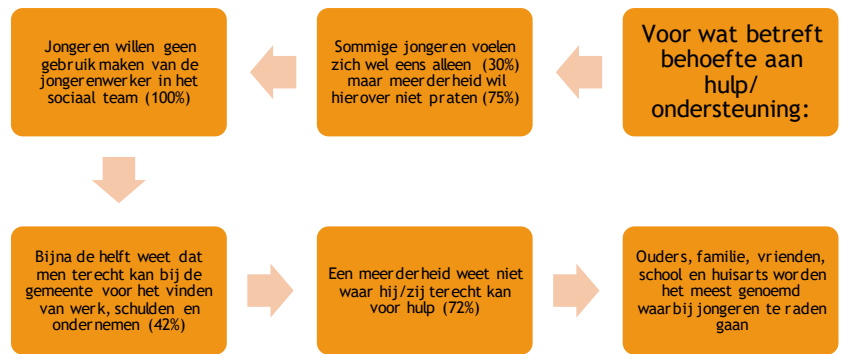 Voor wat betreft
behoefte aan
hulp/
ondersteuning:
Sommige jongeren voelen
zich wel eens alleen (30%)
maar meerderheid wil
hierover niet praten (75%)
Jongeren willen geen
gebruik maken van de
jongerenwerker in het
sociaal team (100%)
Bijna de helft weet dat
men terecht kan bij de
gemeente voor het vinden
van werk, schulden en
ondernemen (42%)
Een meerderheid weet niet
waar hij/zij terecht kan
voor hulp (72%)
Ouders, familie, vrienden,
school en huisarts worden
het meest genoemd
waarbij jongeren te raden
gaan